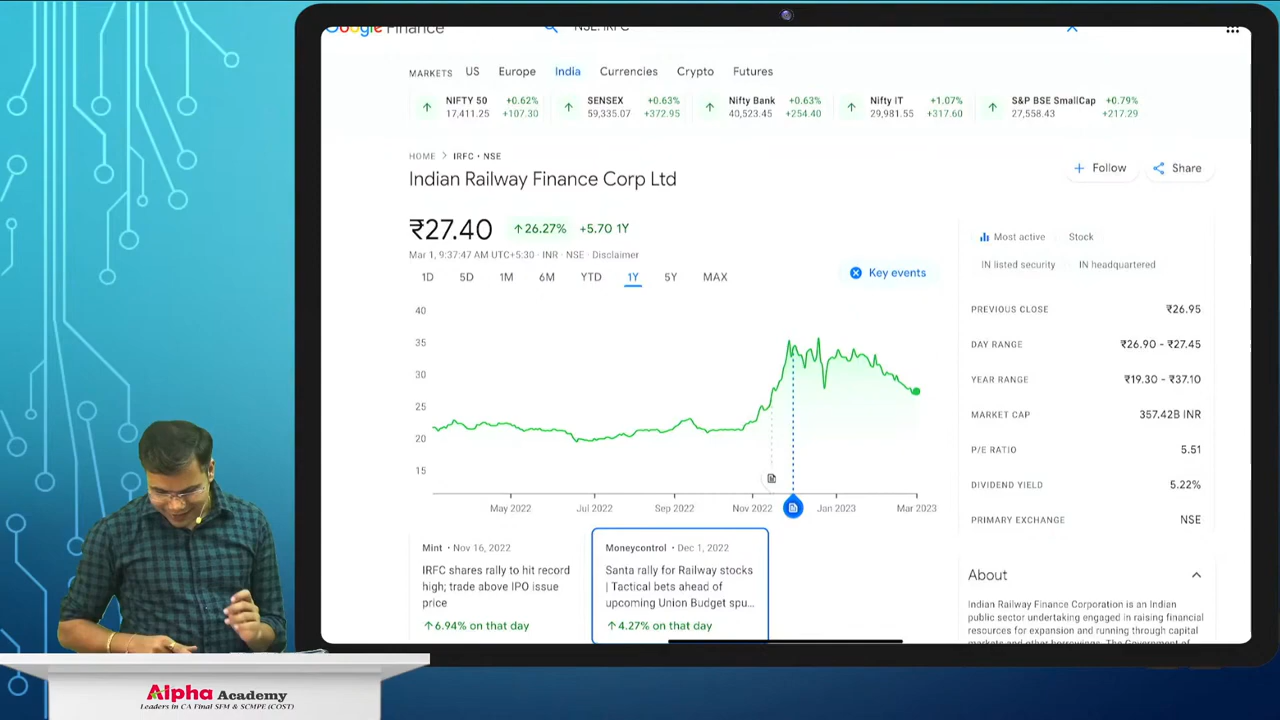 Google Finance
NSE: IRFC
MARKETS US Europe India Currencies Crypto Futures
NIFTY 50 +0.62% SENSEX +0.63% Nifty Bank +0.63% Nifty IT +1.07% S&P BSE SmallCap +0.79%
17,411.25 +107.30 59,335.07 +372.95 40,523.45 +254.40 29,981.55 +317.60 27,558.43 +217.29
HOME > IRFC • NSE
Indian Railway Finance Corp Ltd
+ Follow
Share
₹27.40 ↑26.27% +5.70 1Y
Mar 1, 9:37:47 AM UTC+5:30 · INR · NSE · Disclaimer
1D 5D 1M 6M YTD 1Y 5Y MAX
Key events
40
35
30
25
20
15
May 2022 Jul 2022 Sep 2022 Nov 2022 Jan 2023 Mar 2023
Mint • Nov 16, 2022
IRFC shares rally to hit record
high; trade above IPO issue
price
↑6.94% on that day
Moneycontrol • Dec 1, 2022
Santa rally for Railway stocks
| Tactical bets ahead of
upcoming Union Budget spu...
↑4.27% on that day
Most active Stock
IN listed security IN headquartered
PREVIOUS CLOSE ₹26.95
DAY RANGE ₹26.90 - ₹27.45
YEAR RANGE ₹19.30 - ₹37.10
MARKET CAP 357.42B INR
P/E RATIO 5.51
DIVIDEND YIELD 5.22%
PRIMARY EXCHANGE NSE
About
Indian Railway Finance Corporation is an Indian
public sector undertaking engaged in raising financial
resources for expansion and running through capital
markets and other borrowings. The Government of
Alpha Academy
Leaders in CA Final SFM & SCMPE (COST)